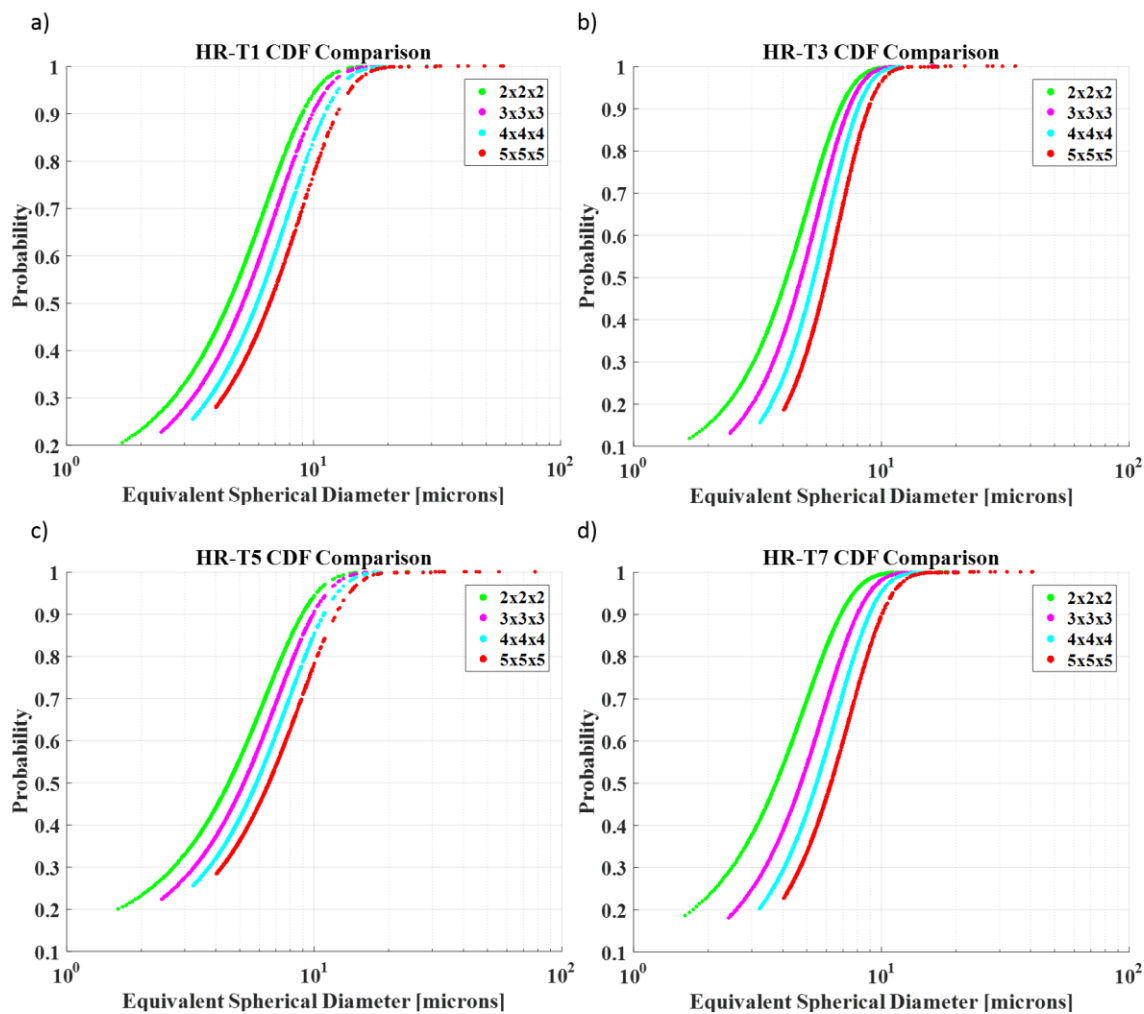 a)
HR-T1 CDF Comparison
1
0.9
0.8
0.7
0.6
0.5
0.4
0.3
0.2
Probability
2x2x2
3x3x3
4x4x4
5x5x5
10^0
10^1
10^2
Equivalent Spherical Diameter [microns]
b)
HR-T3 CDF Comparison
1
0.9
0.8
0.7
0.6
0.5
0.4
0.3
0.2
0.1
Probability
2x2x2
3x3x3
4x4x4
5x5x5
10^0
10^1
10^2
Equivalent Spherical Diameter [microns]
c)
HR-T5 CDF Comparison
1
0.9
0.8
0.7
0.6
0.5
0.4
0.3
0.2
0.1
Probability
2x2x2
3x3x3
4x4x4
5x5x5
10^0
10^1
10^2
Equivalent Spherical Diameter [microns]
d)
HR-T7 CDF Comparison
1
0.9
0.8
0.7
0.6
0.5
0.4
0.3
0.2
0.1
Probability
2x2x2
3x3x3
4x4x4
5x5x5
10^0
10^1
10^2
Equivalent Spherical Diameter [microns]